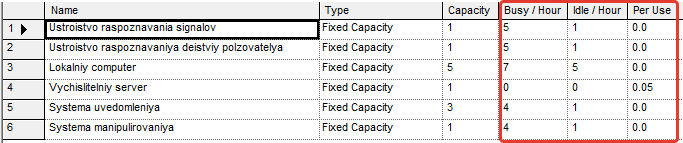 Name Type Capacity Busy / Hour Idle / Hour Per Use
1 Ustroistvo raspoznavania signalov Fixed Capacity 1 5 1 0.0
2 Ustroistvo raspoznavaniya deistviy polzovatelya Fixed Capacity 1 5 1 0.0
3 Lokalniy computer Fixed Capacity 5 7 5 0.0
4 Vychislitelniy server Fixed Capacity 1 0 0 0.05
5 Systema uvedomleniya Fixed Capacity 3 4 1 0.0
6 Systema manipulirovaniya Fixed Capacity 1 4 1 0.0